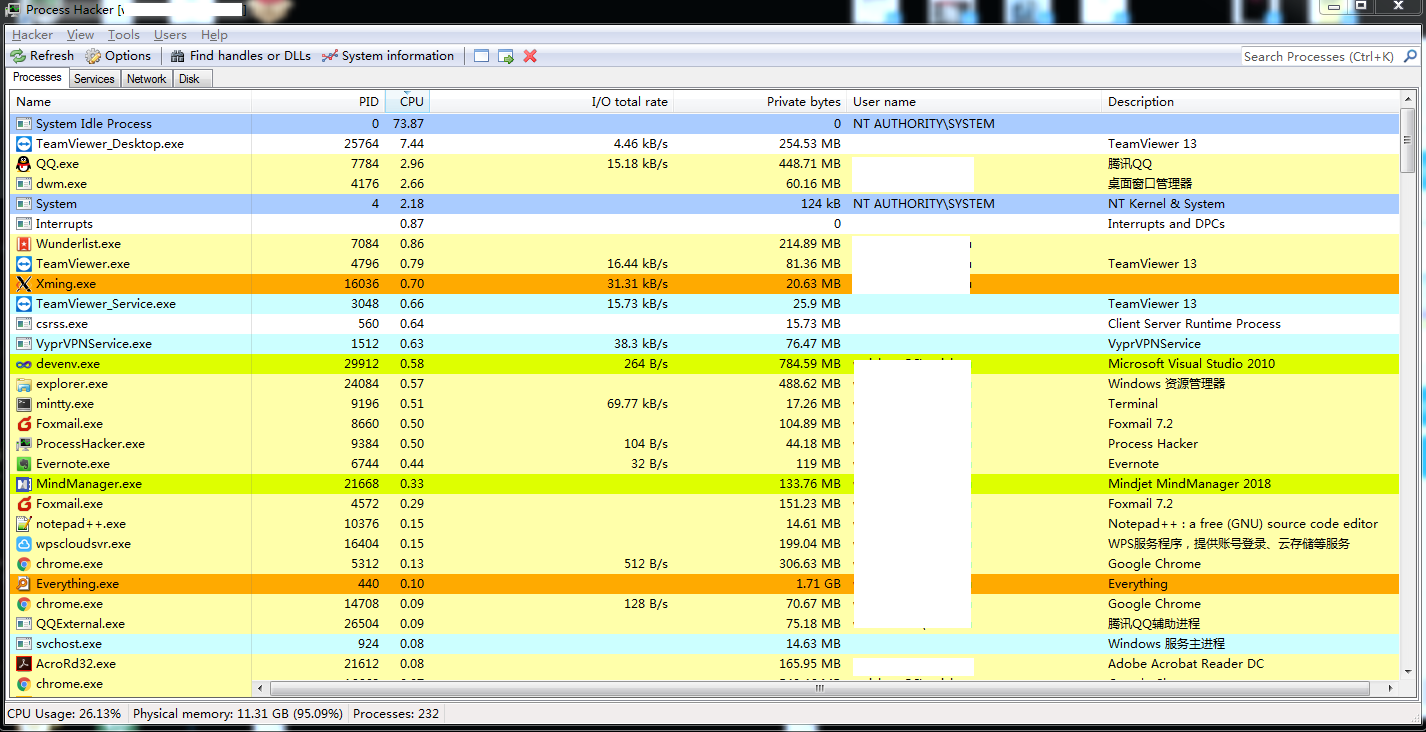 Process Hacker [
Hacker View Tools Users Help
Refresh Options Find handles or DLLs System information Search Processes (Ctrl+K)
Processes Services Network Disk
Name PID CPU I/O total rate Private bytes User name Description
System Idle Process 0 73.87 0 NT AUTHORITY\SYSTEM
TeamViewer_Desktop.exe 25764 7.44 4.46 kB/s 254.53 MB TeamViewer 13
QQ.exe 7784 2.96 15.18 kB/s 448.71 MB 腾讯QQ
dwm.exe 4176 2.66 60.16 MB 桌面窗口管理器
System 4 2.18 124 kB NT AUTHORITY\SYSTEM NT Kernel & System
Interrupts 0.87 0 Interrupts and DPCs
Wunderlist.exe 7084 0.86 214.89 MB
TeamViewer.exe 4796 0.79 16.44 kB/s 81.36 MB TeamViewer 13
Xming.exe 16036 0.70 31.31 kB/s 20.63 MB
TeamViewer_Service.exe 3048 0.66 15.73 kB/s 25.9 MB TeamViewer 13
csrss.exe 560 0.64 15.73 MB Client Server Runtime Process
VyprVPNService.exe 1512 0.63 38.3 kB/s 76.47 MB VyprVPNService
devenv.exe 29912 0.58 264 B/s 784.59 MB Microsoft Visual Studio 2010
explorer.exe 24084 0.57 488.62 MB Windows 资源管理器
mintty.exe 9196 0.51 69.77 kB/s 17.26 MB Terminal
Foxmail.exe 8660 0.50 104.89 MB Foxmail 7.2
ProcessHacker.exe 9384 0.50 104 B/s 44.18 MB Process Hacker
Evernote.exe 6744 0.44 32 B/s 119 MB Evernote
MindManager.exe 21668 0.33 133.76 MB Mindjet MindManager 2018
Foxmail.exe 4572 0.29 151.23 MB Foxmail 7.2
notepad++.exe 10376 0.15 14.61 MB Notepad++ : a free (GNU) source code editor
wpscloudsvr.exe 16404 0.15 199.04 MB WPS服务程序，提供账号登录、云存储等服务
chrome.exe 5312 0.13 512 B/s 306.63 MB Google Chrome
Everything.exe 440 0.10 1.71 GB Everything
chrome.exe 14708 0.09 128 B/s 70.67 MB Google Chrome
QQExternal.exe 26504 0.09 75.18 MB 腾讯QQ辅助进程
svchost.exe 924 0.08 14.63 MB Windows 服务主进程
AcroRd32.exe 21612 0.08 165.95 MB Adobe Acrobat Reader DC
chrome.exe
CPU Usage: 26.13% Physical memory: 11.31 GB (95.09%) Processes: 232